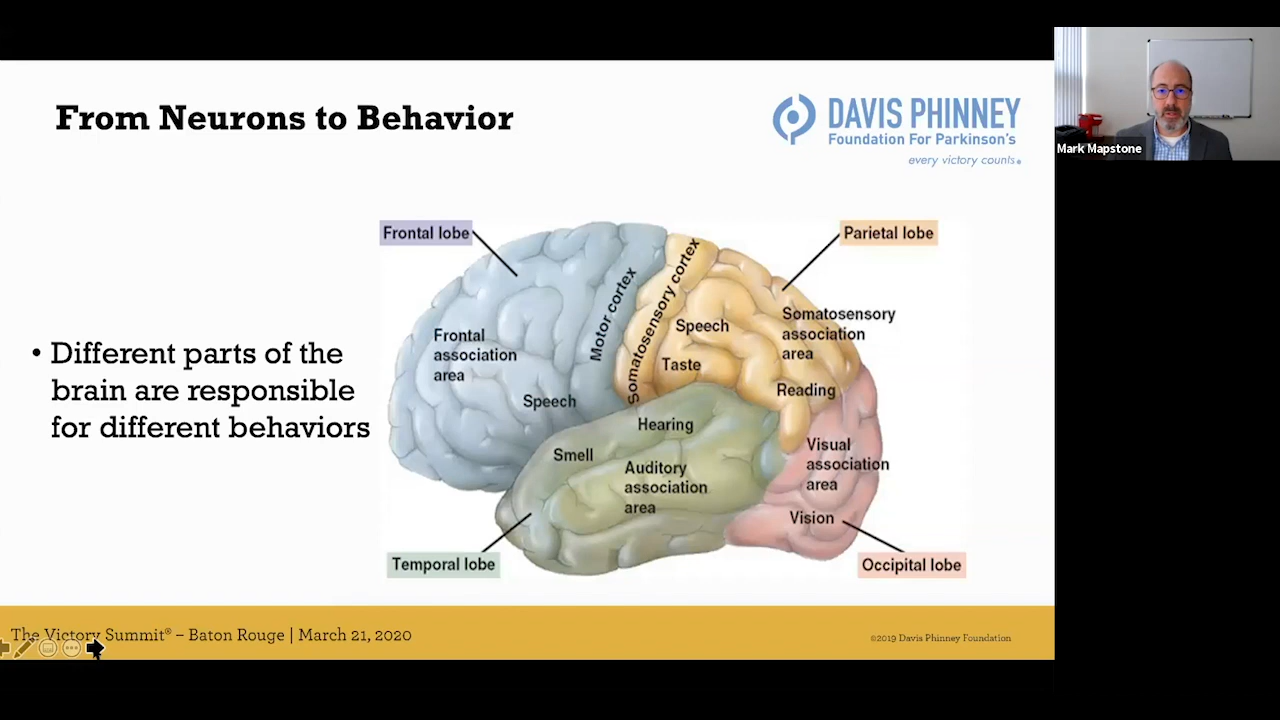 From Neurons to Behavior
DAVIS PHINNEY
Foundation For Parkinson's
every victory counts®
Mark Mapstone
Frontal lobe
Parietal lobe
Motor cortex
Somatosensory cortex
Frontal
association
area
Speech
Speech
Taste
Somatosensory
association
area
Reading
Hearing
Smell
Auditory
association
area
Visual
association
area
Vision
Temporal lobe
Occipital lobe
• Different parts of the
brain are responsible
for different behaviors
The Victory Summit® – Baton Rouge | March 21, 2020
©2019 Davis Phinney Foundation